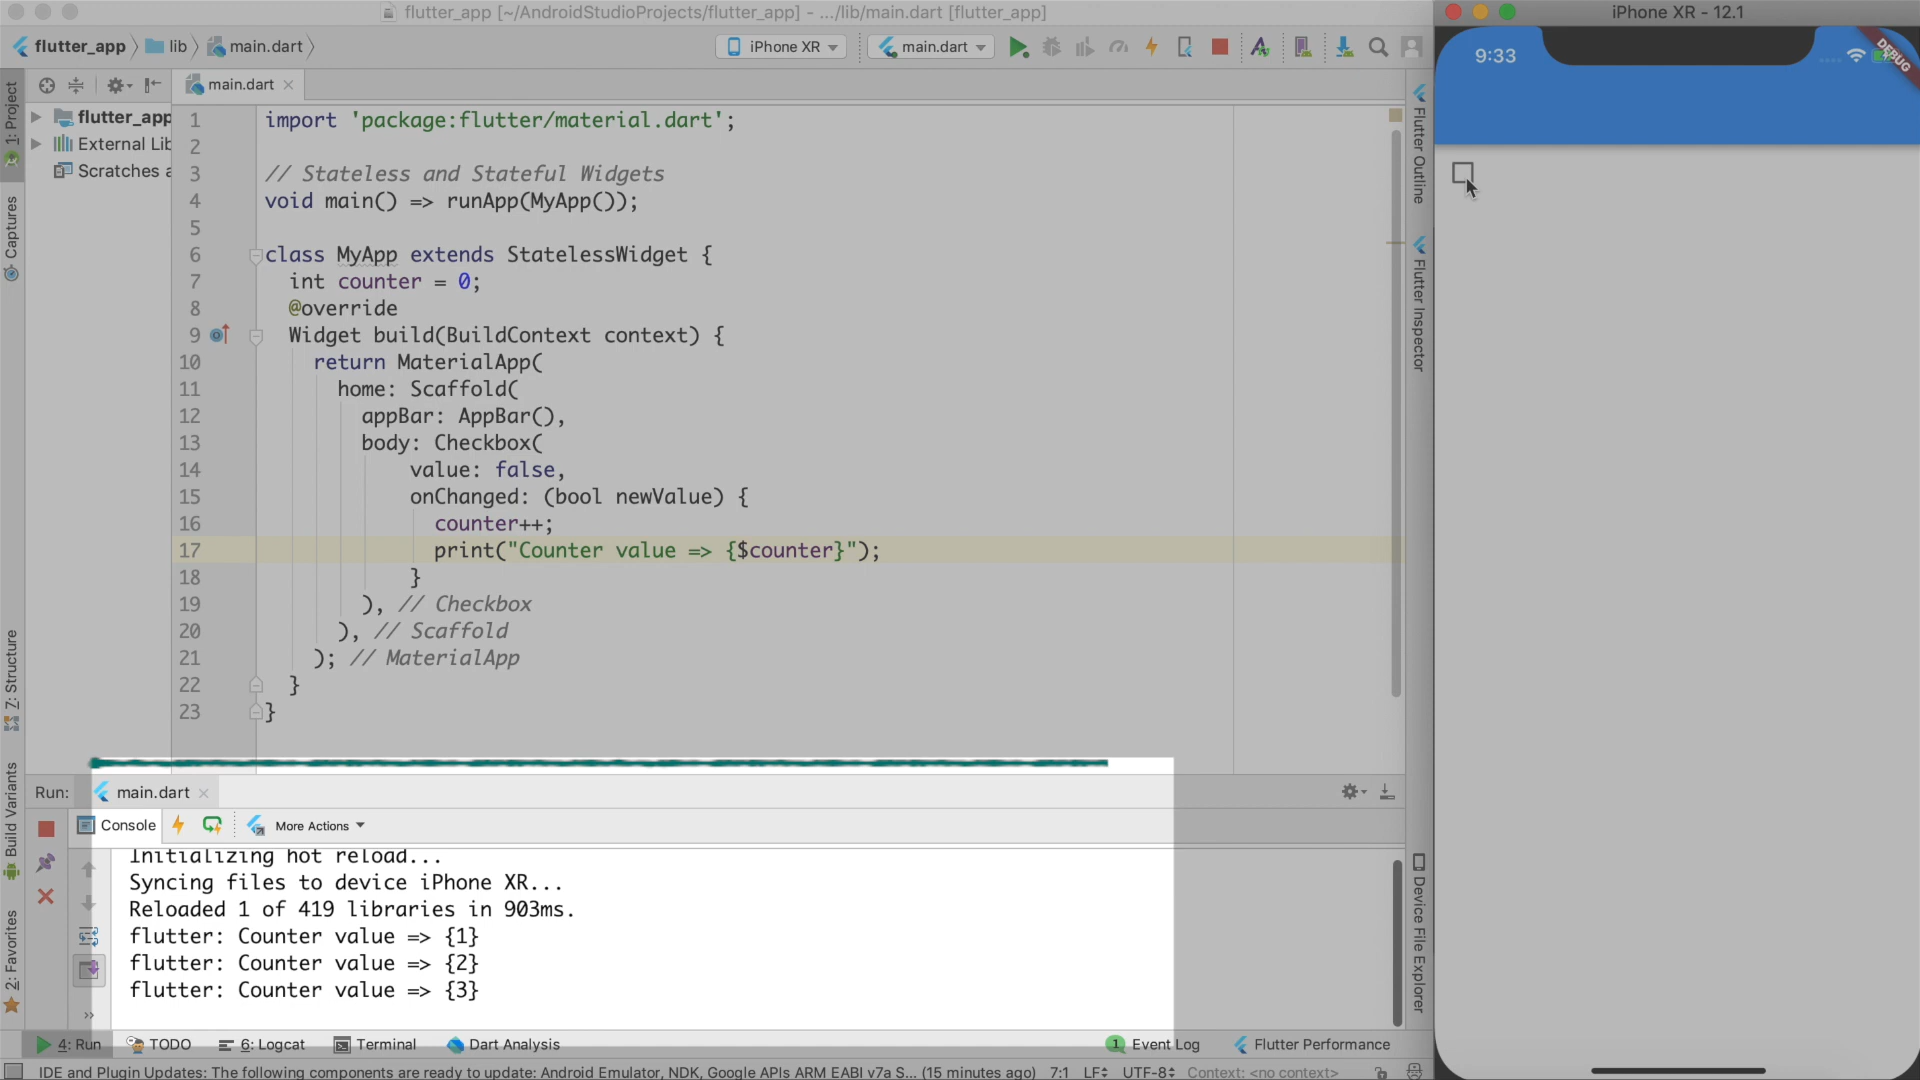 flutter_app [~/AndroidStudioProjects/flutter_app] - .../lib/main.dart [flutter_app]
iPhone XR - 12.1
flutter_app
lib
main.dart
iPhone XR
main.dart
9:33
DEBUG
main.dart
1: Project
Captures
7: Structure
Build Variants
2: Favorites
flutter_app
External Lib
Scratches a
1 import 'package:flutter/material.dart';
2
3 // Stateless and Stateful Widgets
4 void main() => runApp(MyApp());
5
6 class MyApp extends StatelessWidget {
7 int counter = 0;
8 @override
9 Widget build(BuildContext context) {
10 return MaterialApp(
11 home: Scaffold(
12 appBar: AppBar(),
13 body: Checkbox(
14 value: false,
15 onChanged: (bool newValue) {
16 counter++;
17 print("Counter value => {$counter}");
18 }
19 ), // Checkbox
20 ), // Scaffold
21 ); // MaterialApp
22 }
23 }
Flutter Outline
Flutter Inspector
Device File Explorer
Run:
main.dart
Console
More Actions
Initializing hot reload...
Syncing files to device iPhone XR...
Reloaded 1 of 419 libraries in 903ms.
flutter: Counter value => {1}
flutter: Counter value => {2}
flutter: Counter value => {3}
4: Run
TODO
6: Logcat
Terminal
Dart Analysis
1 Event Log
Flutter Performance
IDE and Plugin Updates: The following components are ready to update: Android Emulator, NDK, Google APIs ARM EABI v7a S... (15 minutes ago)
7:1
LF
UTF-8
Context: <no context>